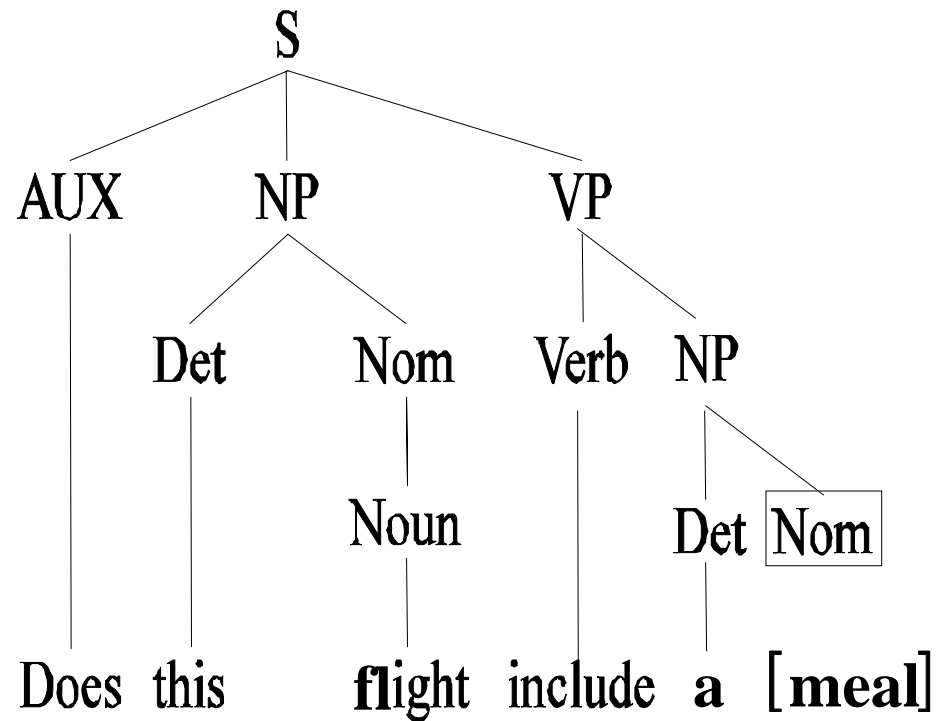 S
AUX NP VP
Det Nom Verb NP
Noun Det Nom
Does this flight include a [meal]